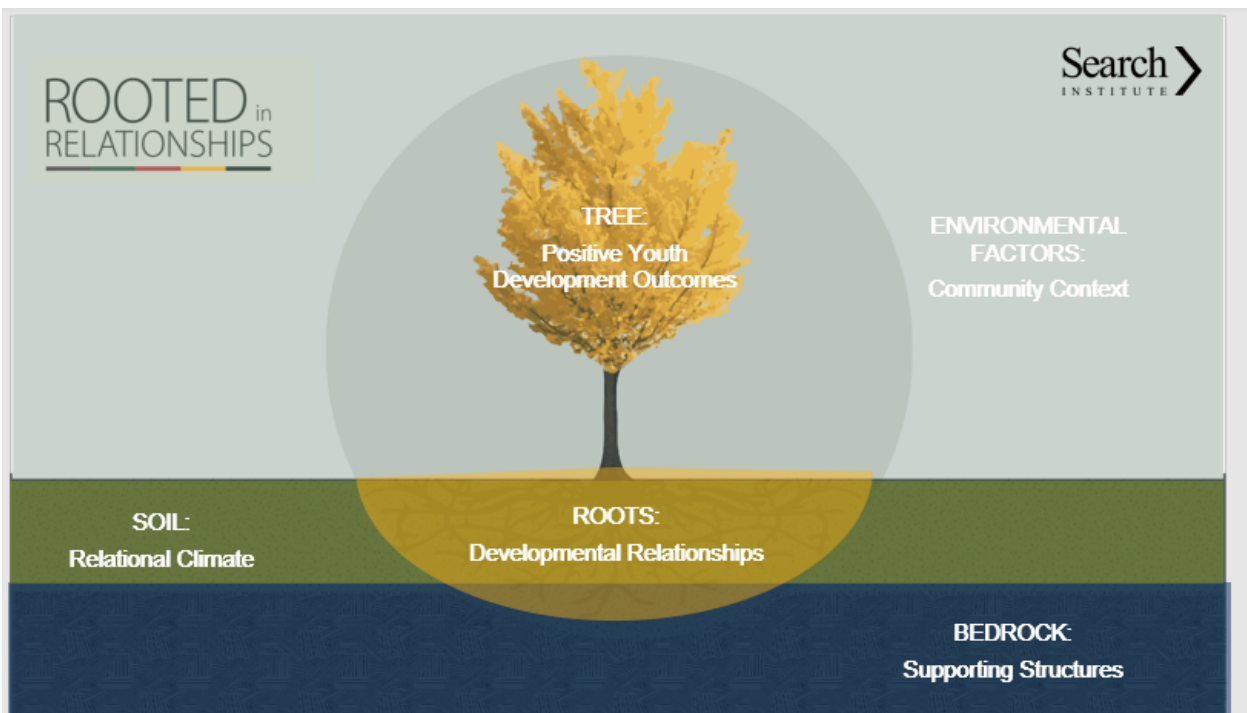 ROOTED in
RELATIONSHIPS
Search
INSTITUTE
TREE:
Positive Youth
Development Outcomes
ENVIRONMENTAL
FACTORS:
Community Context
SOIL:
Relational Climate
ROOTS:
Developmental Relationships
BEDROCK:
Supporting Structures